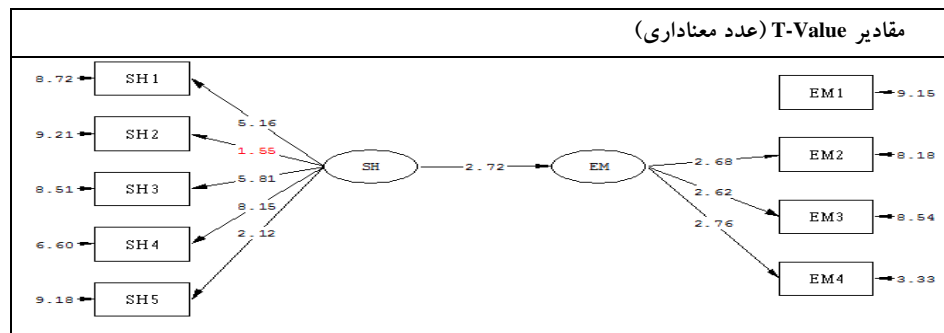 مقادیر T-Value (عدد معناداری)
8.72 SH1 5.16
9.21 SH2 1.55
8.51 SH3 5.81
6.60 SH4 8.15
9.18 SH5 2.12
SH 2.72 EM
EM1 9.15
2.68 EM2 8.18
2.62 EM3 8.54
2.76 EM4 3.33